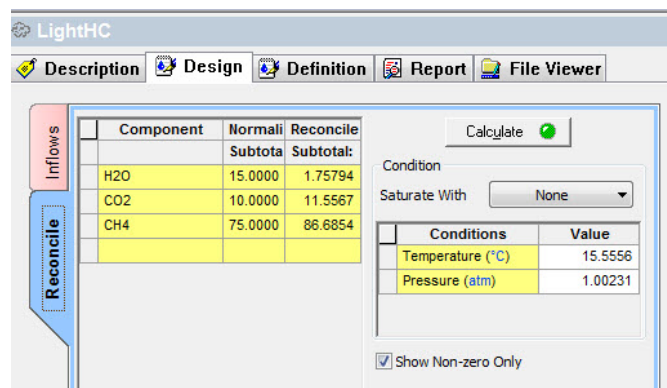 LightHC
Description Design Definition Report File Viewer
Inflows
Reconcile
Component Normali Reconcile
Subtota Subtotal:
H2O 15.0000 1.75794
CO2 10.0000 11.5567
CH4 75.0000 86.6854
Calculate
Condition
Saturate With None
Conditions Value
Temperature (°C) 15.5556
Pressure (atm) 1.00231
Show Non-zero Only